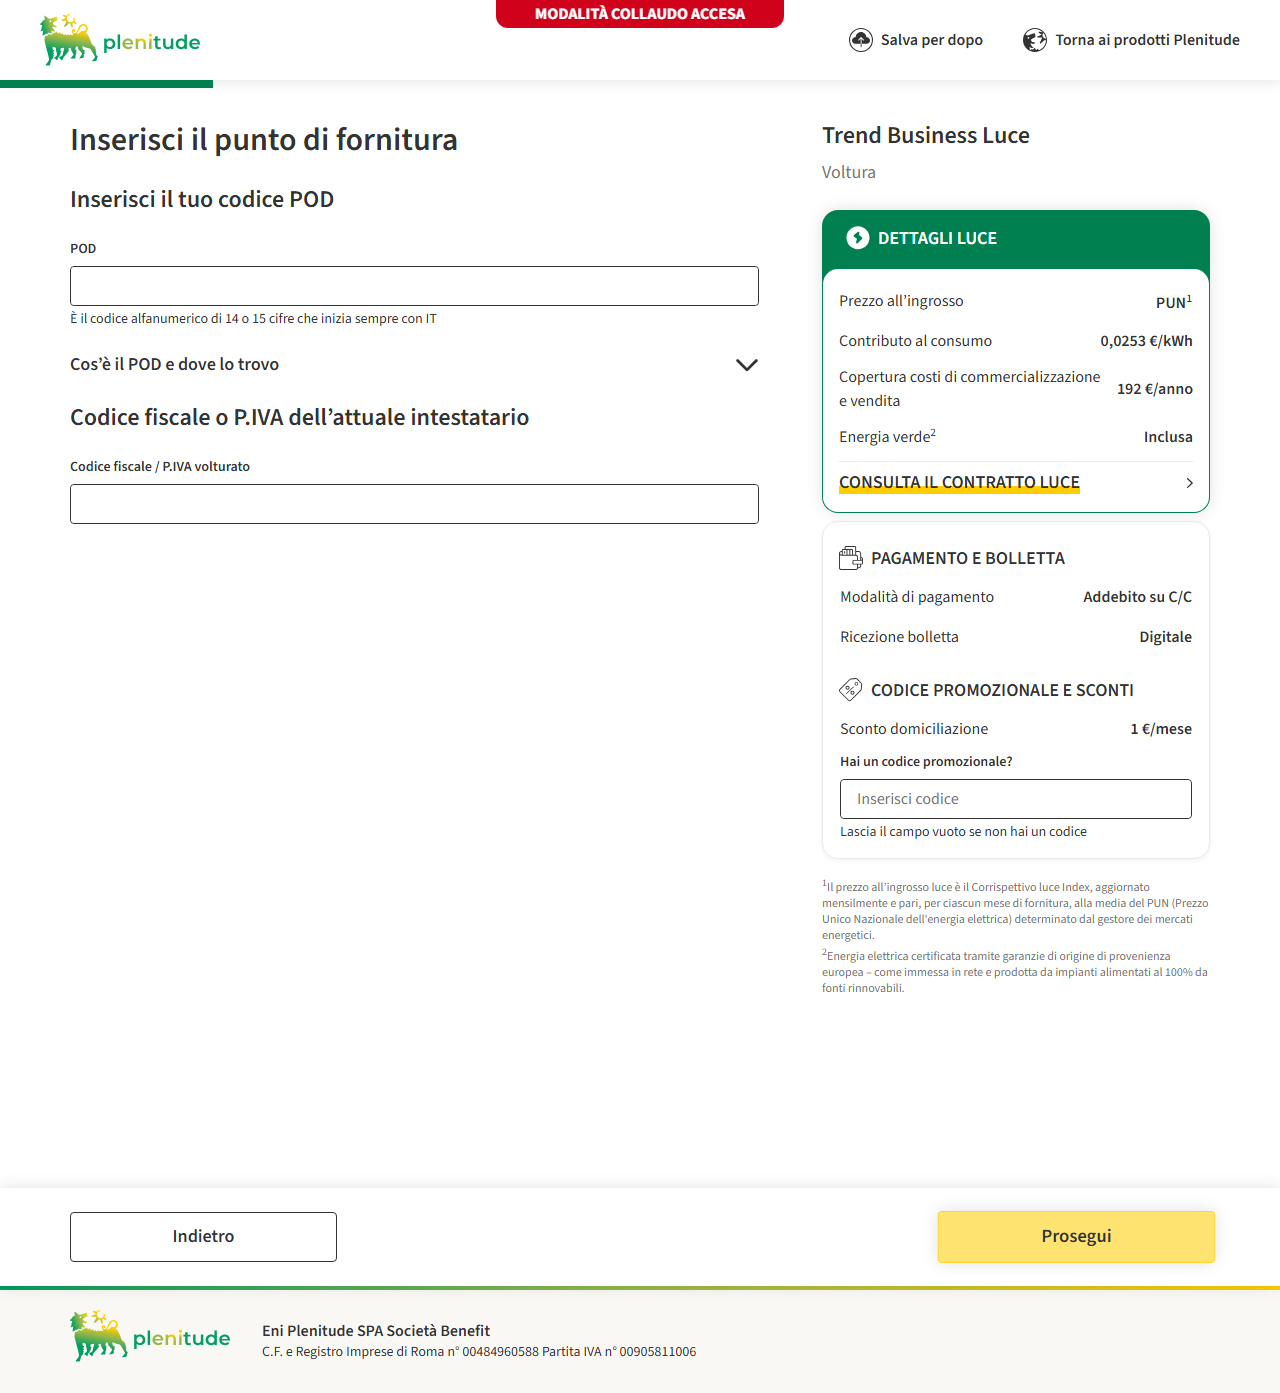 plenitude
MODALITÀ COLLAUDO ACCESA
Salva per dopo
Torna ai prodotti Plenitude
Inserisci il punto di fornitura
Inserisci il tuo codice POD
POD
È il codice alfanumerico di 14 o 15 cifre che inizia sempre con IT
Cos’è il POD e dove lo trovo
Codice fiscale o P.IVA dell’attuale intestatario
Codice fiscale / P.IVA volturato
Trend Business Luce
Voltura
DETTAGLI LUCE
Prezzo all’ingrosso PUN¹
Contributo al consumo 0,0253 €/kWh
Copertura costi di commercializzazione
e vendita 192 €/anno
Energia verde² Inclusa
CONSULTA IL CONTRATTO LUCE
PAGAMENTO E BOLLETTA
Modalità di pagamento Addebito su C/C
Ricezione bolletta Digitale
CODICE PROMOZIONALE E SCONTI
Sconto domiciliazione 1 €/mese
Hai un codice promozionale?
Inserisci codice
Lascia il campo vuoto se non hai un codice
¹Il prezzo all’ingrosso luce è il Corrispettivo luce Index, aggiornato
mensilmente e pari, per ciascun mese di fornitura, alla media del PUN (Prezzo
Unico Nazionale dell'energia elettrica) determinato dal gestore dei mercati
energetici.
²Energia elettrica certificata tramite garanzie di origine di provenienza
europea – come immessa in rete e prodotta da impianti alimentati al 100% da
fonti rinnovabili.
Indietro
Prosegui
plenitude
Eni Plenitude SPA Società Benefit
C.F. e Registro Imprese di Roma n° 00484960588 Partita IVA n° 00905811006